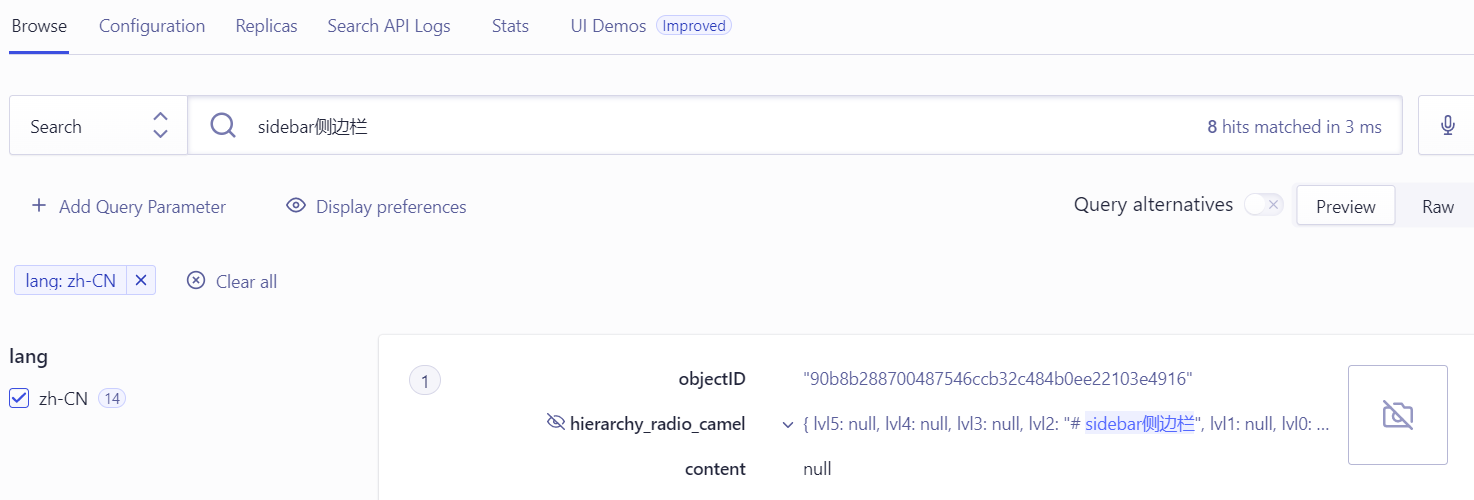 Browse Configuration Replicas Search API Logs Stats UI Demos Improved
Search sidebar侧边栏 8 hits matched in 3 ms
Add Query Parameter Display preferences Query alternatives Preview Raw
lang: zh-CN Clear all
lang
zh-CN 14
1 objectID "90b8b288700487546ccb32c484b0ee22103e4916"
hierarchy_radio_camel { lvl5: null, lvl4: null, lvl3: null, lvl2: "# sidebar侧边栏", lvl1: null, lvl0: ...
content null